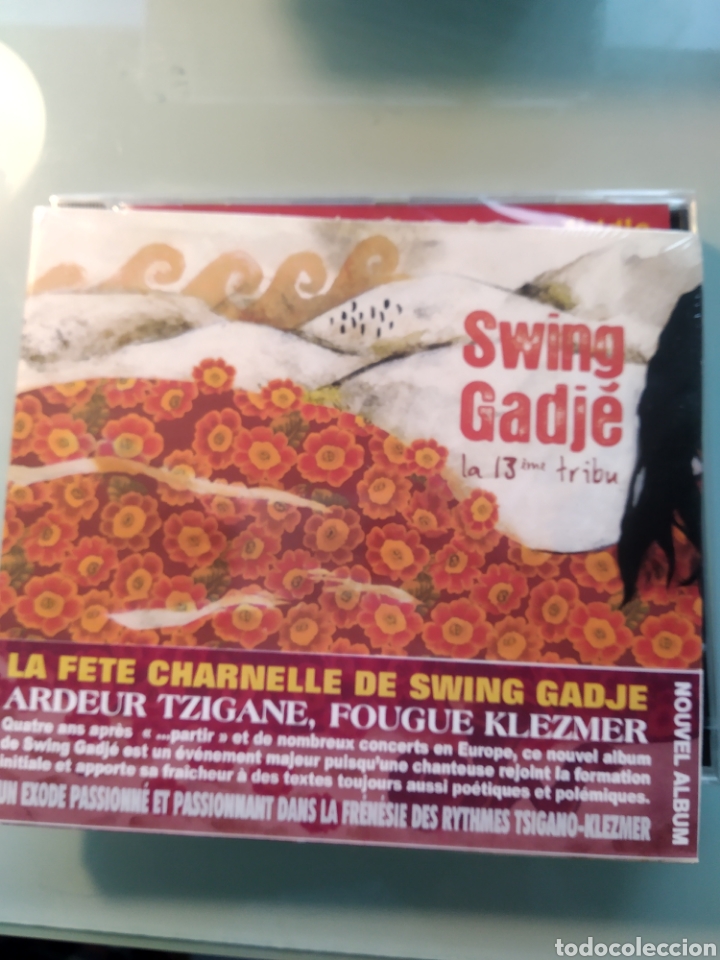 Swing
Gadjé
la 13ème tribu
LA FETE CHARNELLE DE SWING GADJE
ARDEUR TZIGANE, FOUGUE KLEZMER
Quatre ans après « ...partir » et de nombreux concerts en Europe, ce nouvel album
de Swing Gadjé est un événement majeur puisqu'une chanteuse rejoint la formation
initiale et apporte sa fraîcheur à des textes toujours aussi poétiques et polémiques.
UN EXODE PASSIONNÉ ET PASSIONNANT DANS LA FRÉNÉSIE DES RYTHMES TSIGANO-KLEZMER
NOUVEL ALBUM
todocoleccion.net